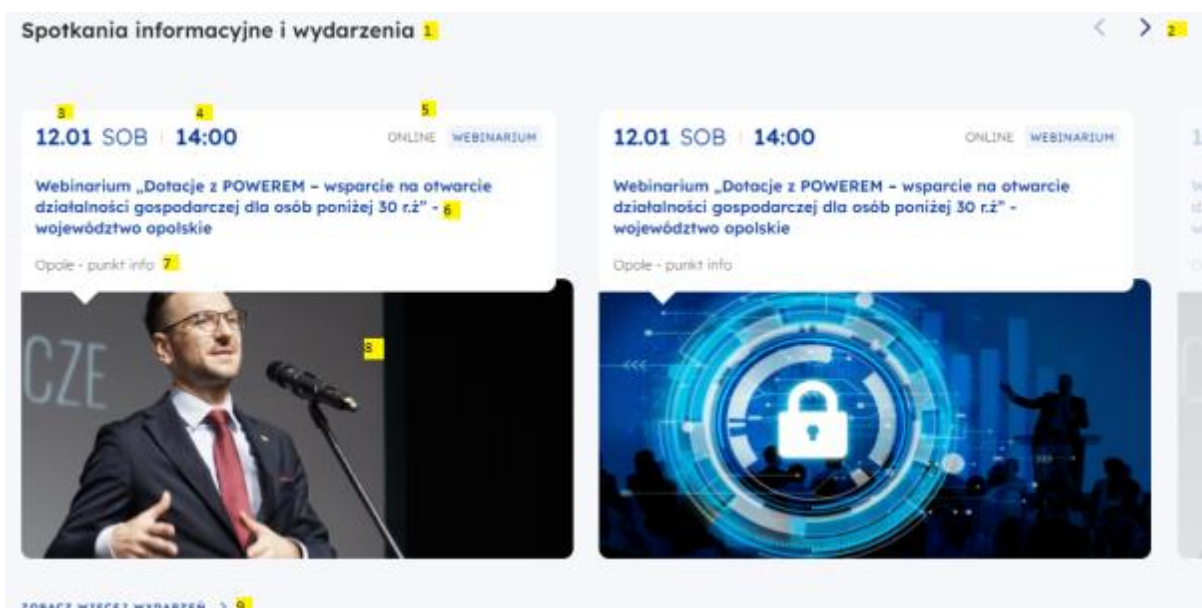 Spotkania informacyjne i wydarzenia 1
2
3 4 5
12.01 SOB 14:00 ONLINE WEBINARIUM
Webinarium „Dotacje z POWEREM – wsparcie na otwarcie
działalności gospodarczej dla osób poniżej 30 r.ż” - 6
województwo opolskie
Opole - punkt info 7
CZE
8
12.01 SOB 14:00 ONLINE WEBINARIUM
Webinarium „Dotacje z POWEREM – wsparcie na otwarcie
działalności gospodarczej dla osób poniżej 30 r.ż” -
województwo opolskie
Opole - punkt info
ZOBACZ WIĘCEJ WYDARZEŃ 9